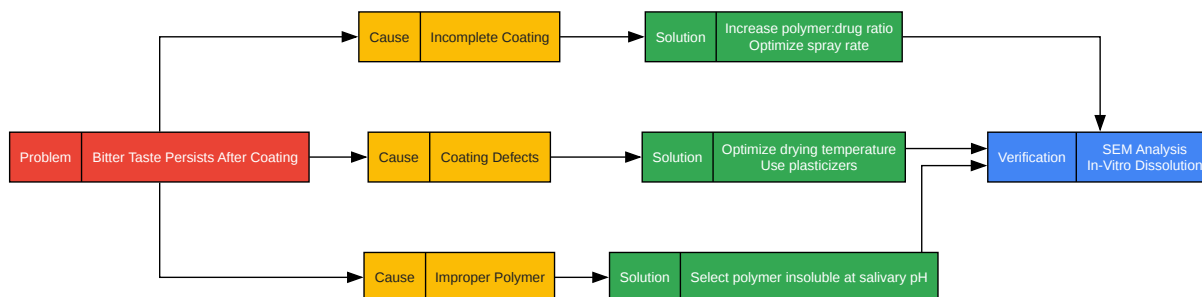 Cause
Incomplete Coating
Solution
Increase polymer:drug ratio
Optimize spray rate
Problem
Bitter Taste Persists After Coating
Cause
Coating Defects
Solution
Optimize drying temperature
Use plasticizers
Verification
SEM Analysis
In-Vitro Dissolution
Cause
Improper Polymer
Solution
Select polymer insoluble at salivary pH